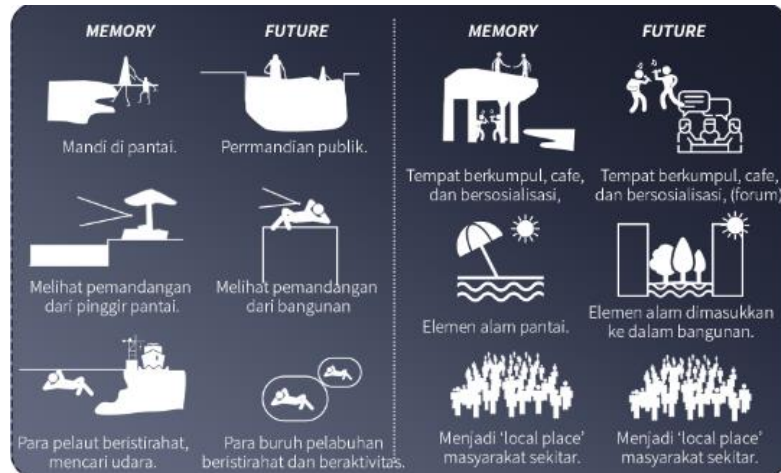 MEMORY
FUTURE
Mandi di pantai.
Perrmandian publik.
Melihat pemandangan
dari pinggir pantai.
Melihat pemandangan
dari bangunan
Para pelaut beristirahat,
mencari udara.
Para buruh pelabuhan
beristirahat dan beraktivitas.
MEMORY
FUTURE
Tempat berkumpul, cafe,
dan bersosialisasi,
Tempat berkumpul, cafe,
dan bersosialisasi, (forum)
Elemen alam pantai.
Elemen alam dimasukkan
ke dalam bangunan.
Menjadi ‘local place’
masyarakat sekitar.
Menjadi ‘local place’
masyarakat sekitar.